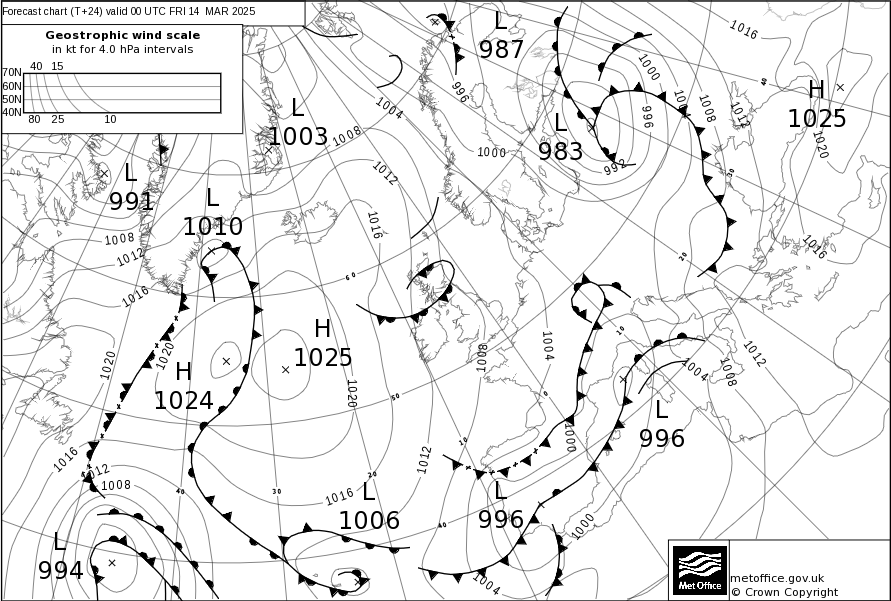 Forecast chart (T+24) valid 00 UTC FRI 14 MAR 2025
Geostrophic wind scale
in kt for 4.0 hPa intervals
40 15
70N
60N
50N
40N
80 25 10
L
987
1016
1000
H
1025
1004
996
1008
1012
L
1003
1008
L
983
996
1020
1000
992
1012
L
991
L
1010
1016
1008
1012
1016
1016
60
20
10
1020
1020
H
1025
H
1024
1020
1008
1004
1012
1004
1008
50
0
L
996
1016
1012
1008
1012
10
1000
40
30
20
1016
L
1006
L
996
40
1000
L
994
1004
Met Office
metoffice.gov.uk
© Crown Copyright